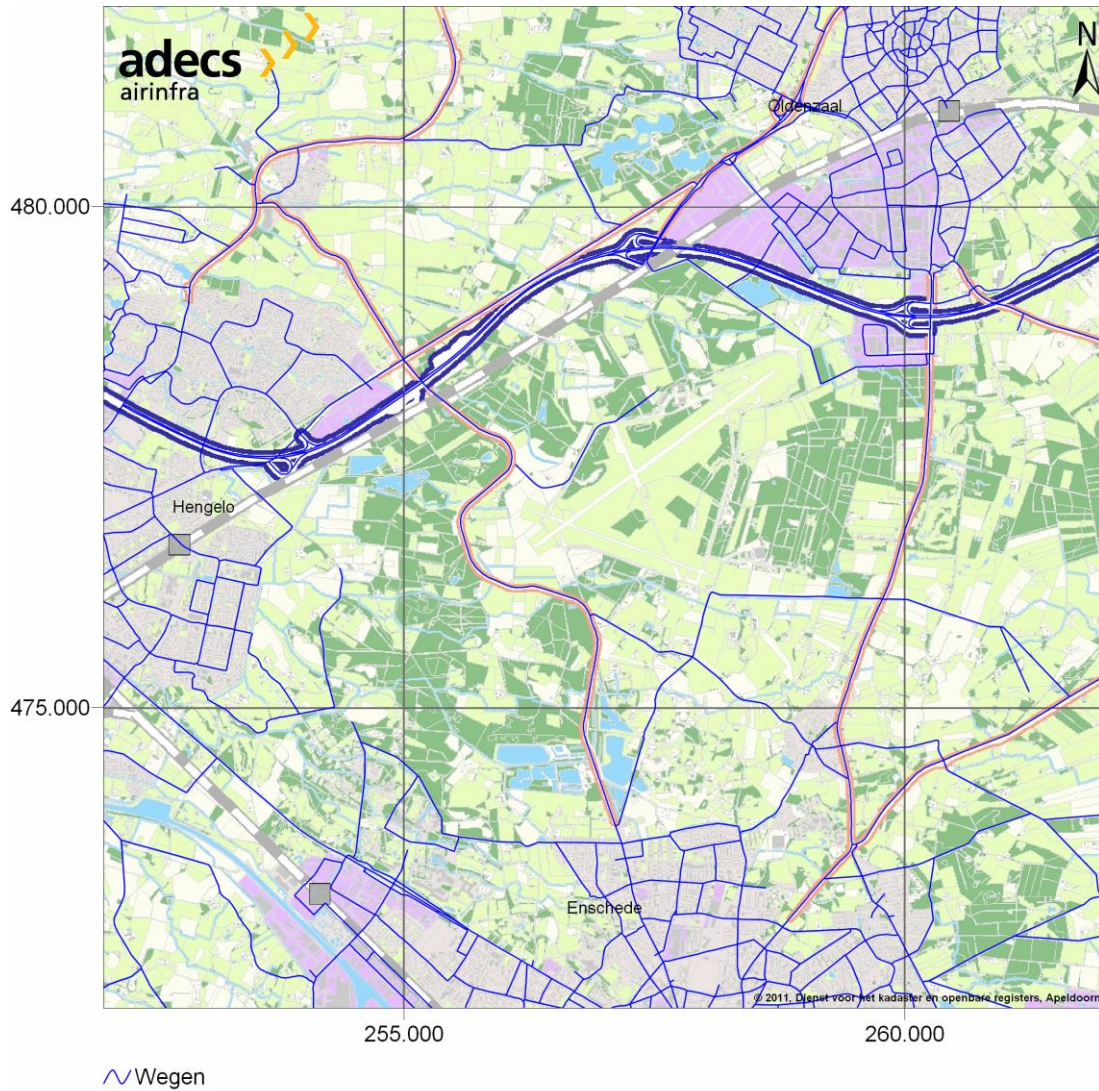 adecs
airinfra
N
Oldenzaal
480.000
Hengelo
475.000
Enschede
© 2011, Dienst voor het kadaster en openbare registers, Apeldoorn
255.000
260.000
Wegen